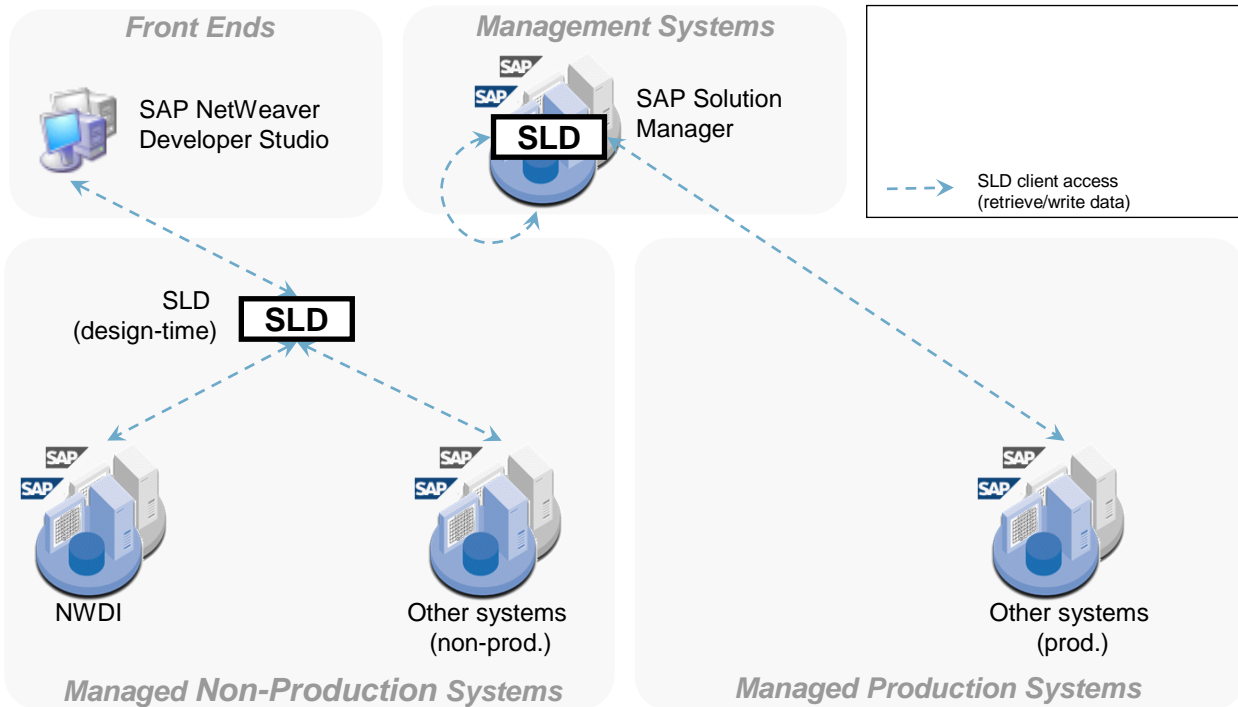 Front Ends
SAP NetWeaver
Developer Studio
Management Systems
SAP
SAP
SLD
SAP Solution
Manager
SLD client access
(retrieve/write data)
SLD
(design-time)
SLD
SAP
SAP
NWDI
SAP
SAP
Other systems
(non-prod.)
Managed Non-Production Systems
SAP
SAP
Other systems
(prod.)
Managed Production Systems